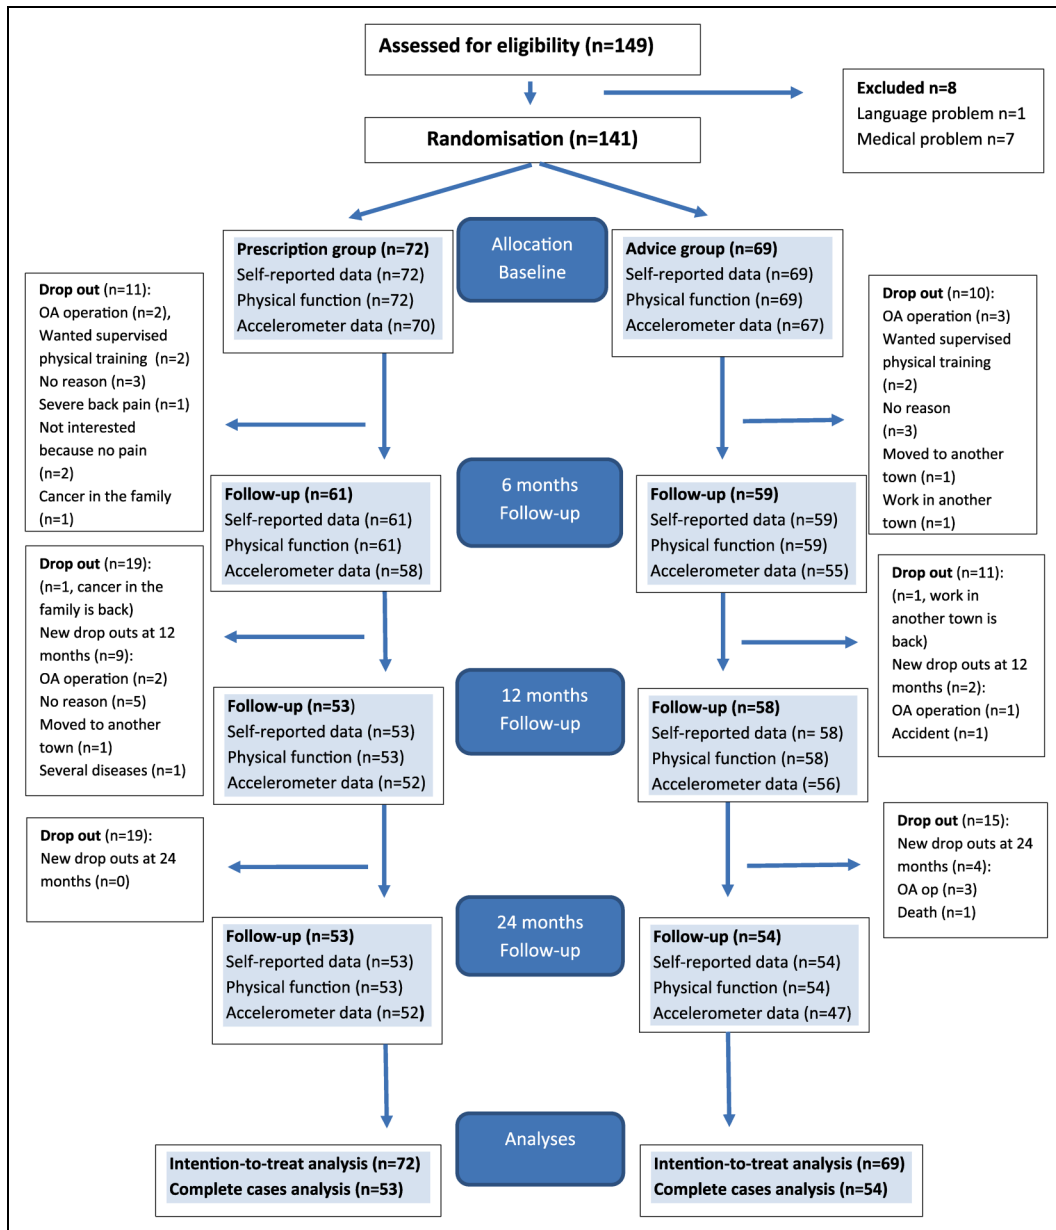 Assessed for eligibility (n=149)
Excluded n=8
Language problem n=1
Medical problem n=7
Randomisation (n=141)
Allocation
Baseline
Prescription group (n=72)
Self-reported data (n=72)
Physical function (n=72)
Accelerometer data (n=70)
Advice group (n=69)
Self-reported data (n=69)
Physical function (n=69)
Accelerometer data (n=67)
Drop out (n=11):
OA operation (n=2),
Wanted supervised
physical training  (n=2)
No reason (n=3)
Severe back pain (n=1)
Not interested
because no pain
(n=2)
Cancer in the family
(n=1)
Drop out (n=10):
OA operation (n=3)
Wanted supervised
physical training
(n=2)
No reason
(n=3)
Moved to another
town (n=1)
Work in another
town (n=1)
6 months
Follow-up
Follow-up (n=61)
Self-reported data (n=61)
Physical function (n=61)
Accelerometer data (n=58)
Follow-up (n=59)
Self-reported data (n=59)
Physical function (n=59)
Accelerometer data (n=55)
Drop out (n=19):
(n=1, cancer in the
family is back)
New drop outs at 12
months (n=9):
OA operation (n=2)
No reason (n=5)
Moved to another
town (n=1)
Several diseases (n=1)
Drop out (n=11):
(n=1, work in
another town is
back)
New drop outs at 12
months (n=2):
OA operation (n=1)
Accident (n=1)
12 months
Follow-up
Follow-up (n=53)
Self-reported data (n=53)
Physical function (n=53)
Accelerometer data (n=52)
Follow-up (n=58)
Self-reported data (n= 58)
Physical function (n=58)
Accelerometer data (=56)
Drop out (n=19):
New drop outs at 24
months (n=0)
Drop out (n=15):
New drop outs at 24
months (n=4):
OA op (n=3)
Death (n=1)
24 months
Follow-up
Follow-up (n=53)
Self-reported data (n=53)
Physical function (n=53)
Accelerometer data (n=52)
Follow-up (n=54)
Self-reported data (n=54)
Physical function (n=54)
Accelerometer data (n=47)
Analyses
Intention-to-treat analysis (n=72)
Complete cases analysis (n=53)
Intention-to-treat analysis (n=69)
Complete cases analysis (n=54)